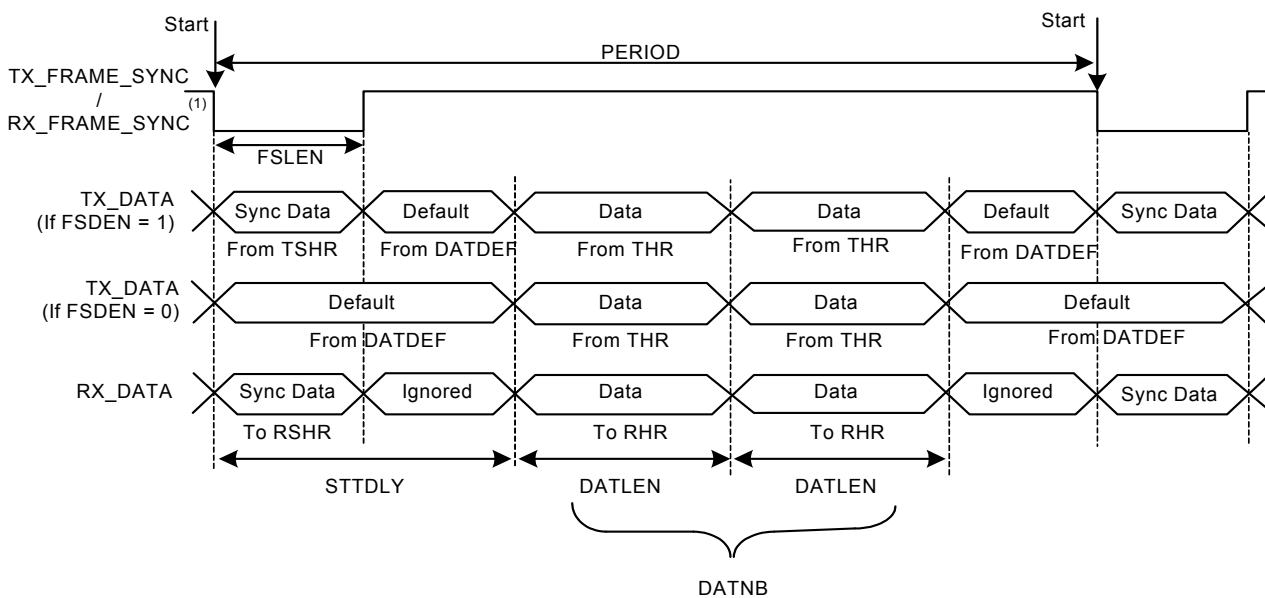 Start
Start
PERIOD
TX_FRAME_SYNC
/
RX_FRAME_SYNC
(1)
FSLEN
TX_DATA
(If FSDEN = 1)
Sync Data
Default
Data
Data
Default
Sync Data
From TSHR
From DATDEF
From THR
From THR
From DATDEF
TX_DATA
(If FSDEN = 0)
Default
Data
Data
Default
From DATDEF
From THR
From THR
From DATDEF
RX_DATA
Sync Data
Ignored
Data
Data
Ignored
Sync Data
To RSHR
To RHR
To RHR
STTDLY
DATLEN
DATLEN
DATNB